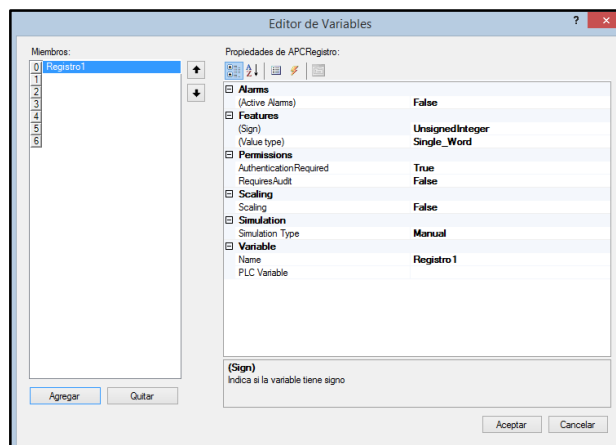 Editor de Variables
? ×
Miembros:
Propiedades de APCRegistro:
0 Registro1
1
2
3
4
5
6
Alarms
(Active Alarms) False
Features
(Sign) UnsignedInteger
(Value type) Single_Word
Permissions
AuthenticationRequired True
RequiresAudit False
Scaling
Scaling False
Simulation
Simulation Type Manual
Variable
Name Registro1
PLC Variable
(Sign)
Indica si la variable tiene signo
Agregar Quitar
Aceptar Cancelar